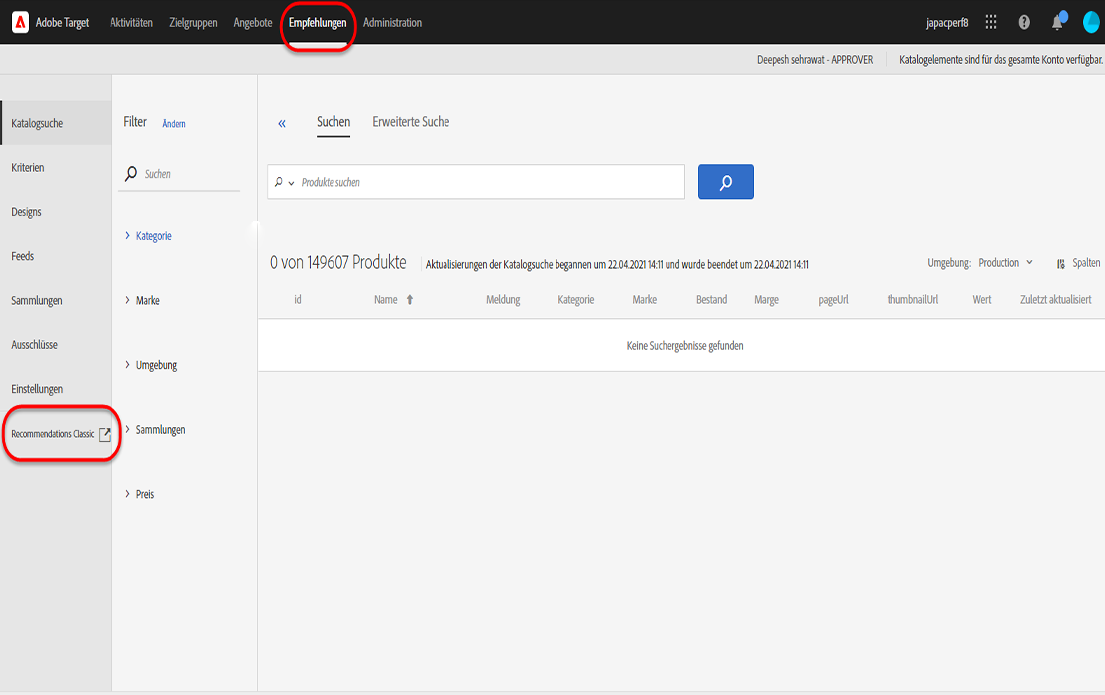 Adobe Target Aktivitäten Zielgruppen Angebote Empfehlungen Administration japacperf8
Deepesh sehrawat - APPROVER Katalogelemente sind für das gesamte Konto verfügbar.
Katalogsuche
Kriterien
Designs
Feeds
Sammlungen
Ausschlüsse
Einstellungen
Recommendations Classic
Filter Ändern
Suchen
Kategorie
Marke
Umgebung
Sammlungen
Preis
Suchen Erweiterte Suche
Produkte suchen
0 von 149607 Produkte Aktualisierungen der Katalogsuche begannen um 22.04.2021 14:11 und wurde beendet um 22.04.2021 14:11 Umgebung: Production Spalten
id Name Meldung Kategorie Marke Bestand Marge pageUrl thumbnailUrl Wert Zuletzt aktualisiert
Keine Suchergebnisse gefunden